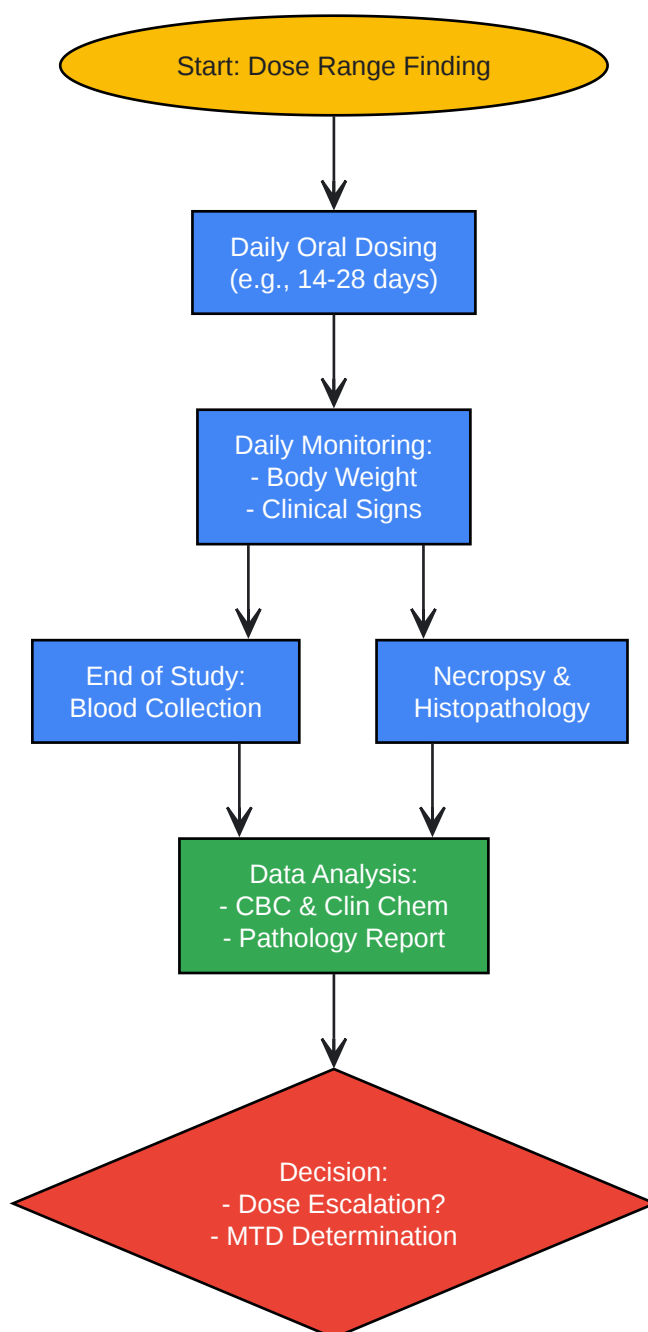 Start: Dose Range Finding
Daily Oral Dosing
(e.g., 14-28 days)
Daily Monitoring:
- Body Weight
- Clinical Signs
End of Study:
Blood Collection
Necropsy &
Histopathology
Data Analysis:
- CBC & Clin Chem
- Pathology Report
Decision:
- Dose Escalation?
- MTD Determination